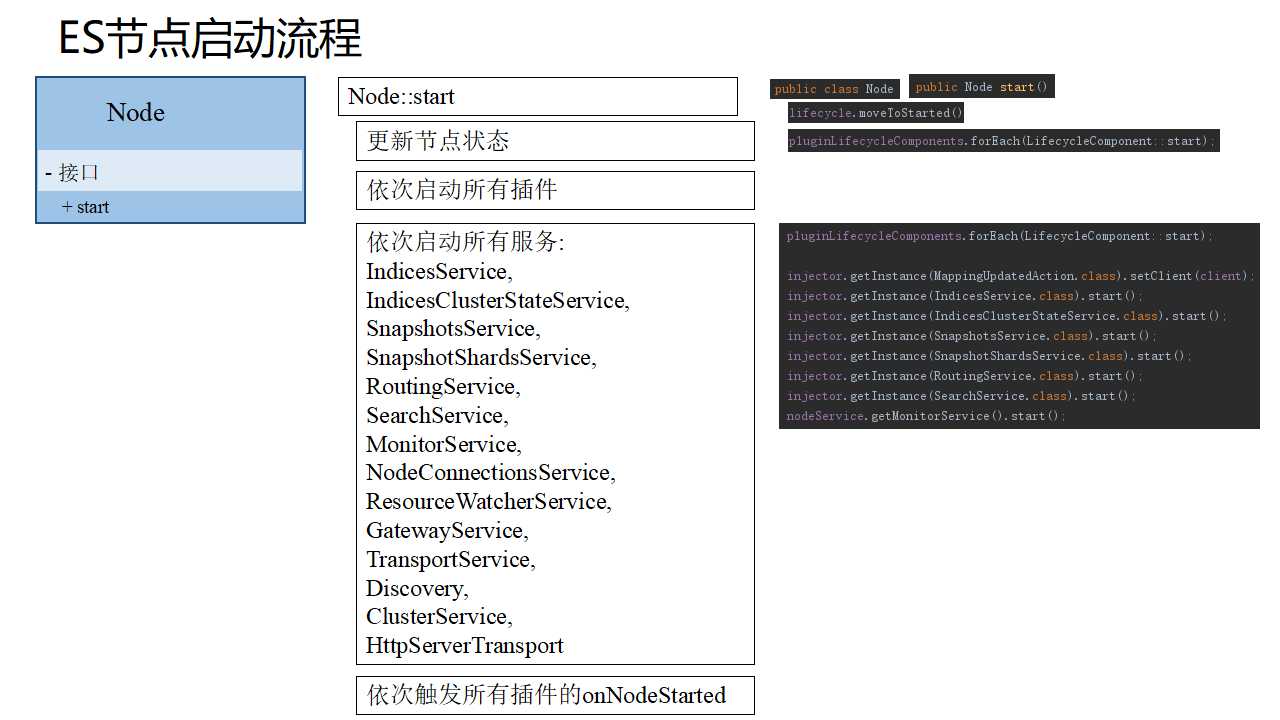 ES节点启动流程
Node
- 接口
+ start
Node::start
更新节点状态
依次启动所有插件
依次启动所有服务:
IndicesService,
IndicesClusterStateService,
SnapshotsService,
SnapshotShardsService,
RoutingService,
SearchService,
MonitorService,
NodeConnectionsService,
ResourceWatcherService,
GatewayService,
TransportService,
Discovery,
ClusterService,
HttpServerTransport
依次触发所有插件的onNodeStarted
public class Node
public Node start()
lifecycle.moveToStarted()
pluginLifecycleComponents.forEach(LifecycleComponent::start);
pluginLifecycleComponents.forEach(LifecycleComponent::start);
injector.getInstance(MappingUpdatedAction.class).setClient(client);
injector.getInstance(IndicesService.class).start();
injector.getInstance(IndicesClusterStateService.class).start();
injector.getInstance(SnapshotsService.class).start();
injector.getInstance(SnapshotShardsService.class).start();
injector.getInstance(RoutingService.class).start();
injector.getInstance(SearchService.class).start();
nodeService.getMonitorService().start();